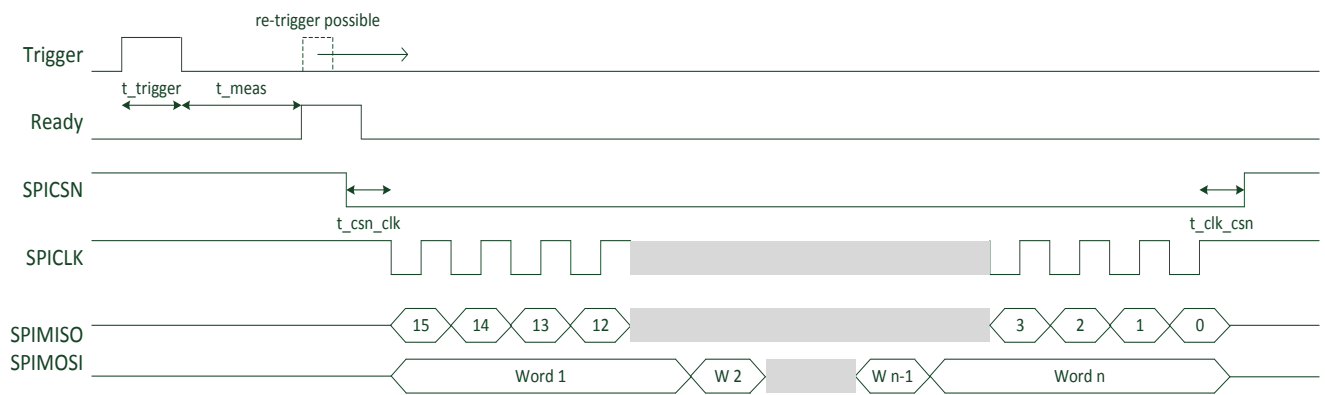 re-trigger possible
Trigger
t_trigger t_meas
Ready
SPICSN
t_csn_clk t_clk_csn
SPICLK
SPIMISO 15 14 13 12 3 2 1 0
SPIMOSI Word 1 W 2 W n-1 Word n